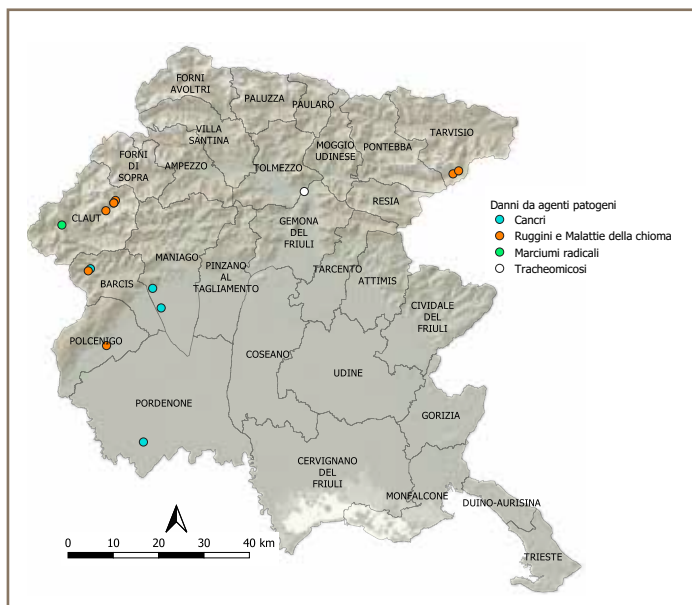 FORNI
AVOLTRI
PALUZZA
PAULARO
VILLA
SANTINA
MOGGIO
UDINESE
PONTEBBA
TARVISIO
FORNI
DI
SOPRA
AMPEZZO
TOLMEZZO
RESIA
CLAUT
GEMONA
DEL
FRIULI
MANIAGO
PINZANO
AL
TAGLIAMENTO
BARCIS
TARCENTO
ATTIMIS
CIVIDALE
DEL
FRIULI
POLCENIGO
COSEANO
UDINE
PORDENONE
GORIZIA
CERVIGNANO
DEL
FRIULI
MONFALCONE
DUINO-AURISINA
TRIESTE
Danni da agenti patogeni
Cancri
Ruggini e Malattie della chioma
Marciumi radicali
Tracheomicosi
0 10 20 30 40 km